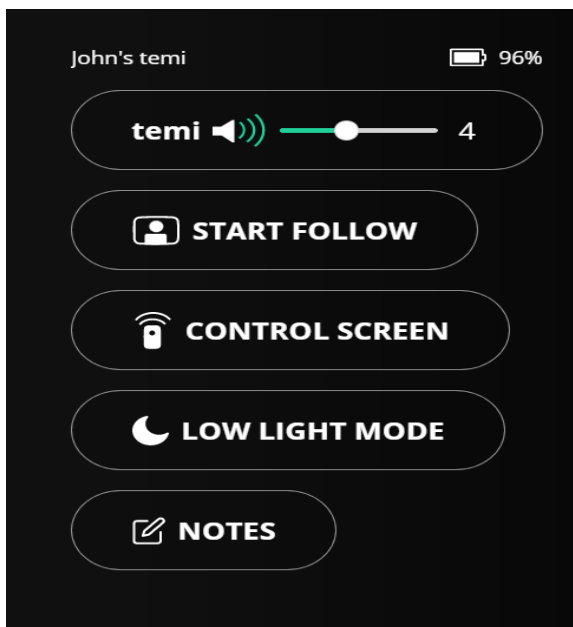 John's temi 96%
temi 4
START FOLLOW
CONTROL SCREEN
LOW LIGHT MODE
NOTES